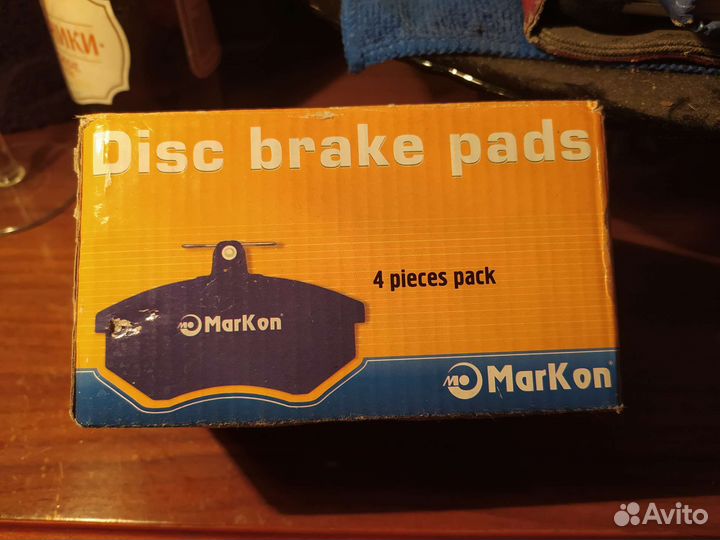 Disc brake pads
4 pieces pack
MarKon
MarKon
Avito